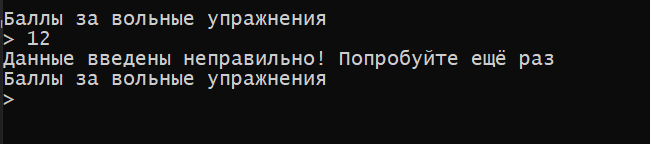 Баллы за вольные упражнения
> 12
Данные введены неправильно! Попробуйте ещё раз
Баллы за вольные упражнения
>